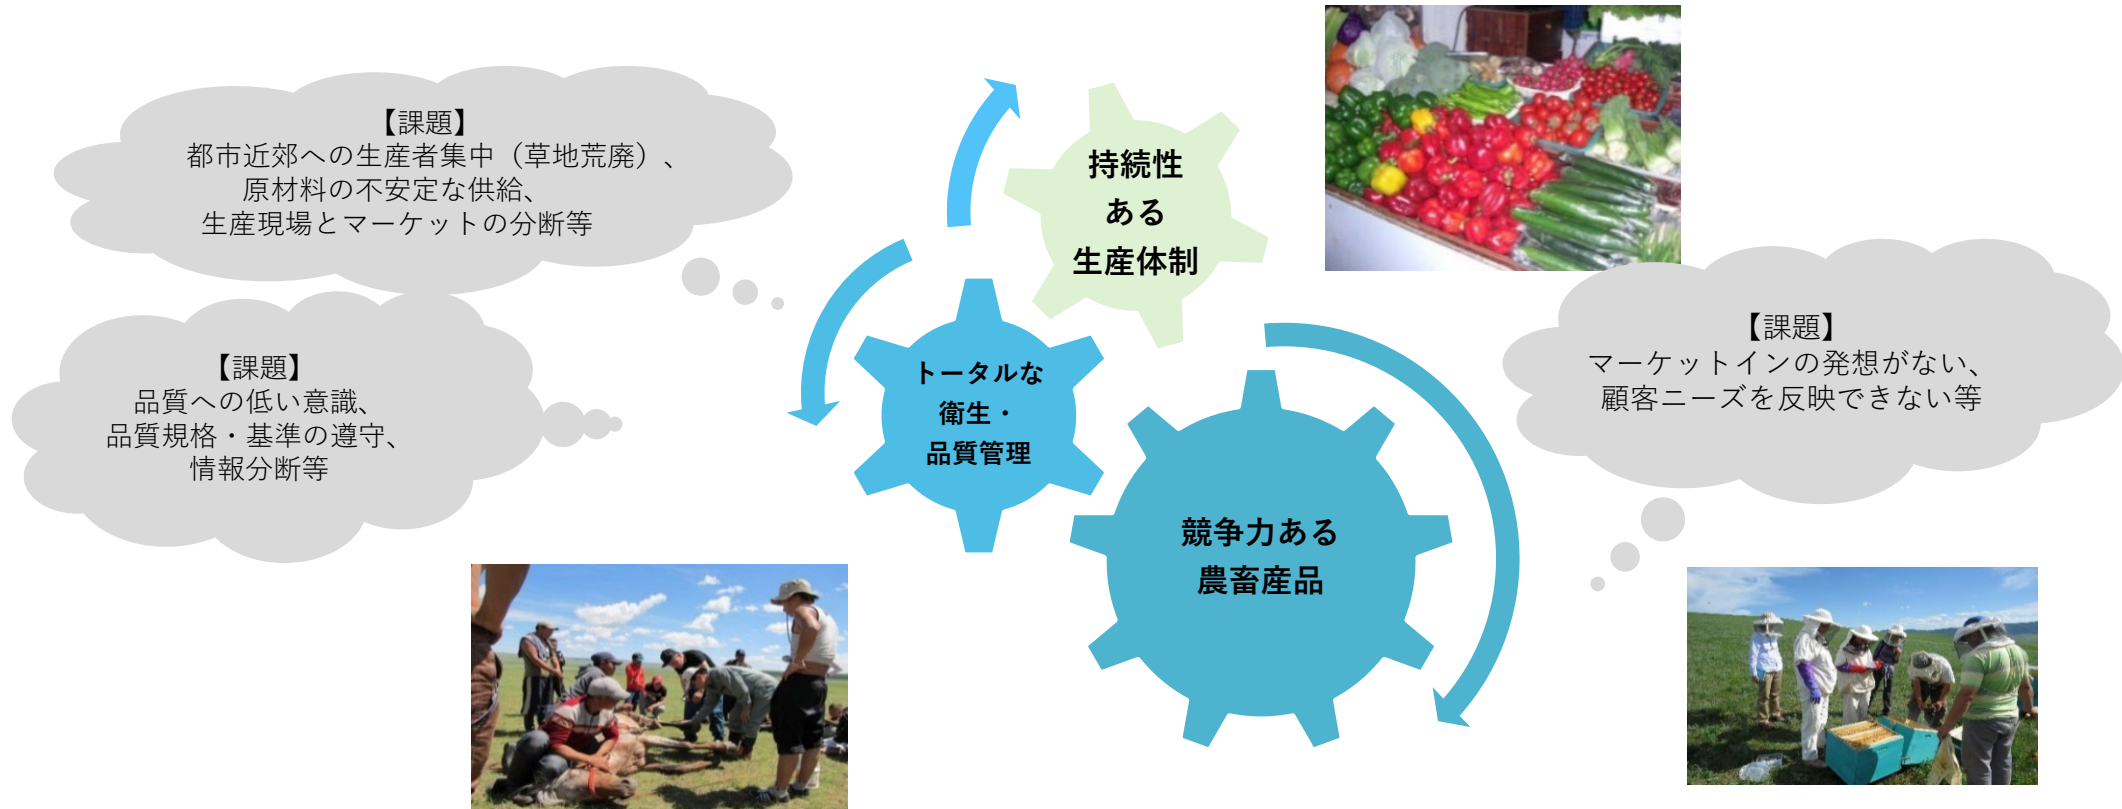 【課題】
都市近郊への生産者集中（草地荒廃）、
原材料の不安定な供給、
生産現場とマーケットの分断等
【課題】
品質への低い意識、
品質規格・基準の遵守、
情報分断等
持続性
ある
生産体制
トータルな
衛生・
品質管理
競争力ある
農畜産品
【課題】
マーケットインの発想がない、
顧客ニーズを反映できない等